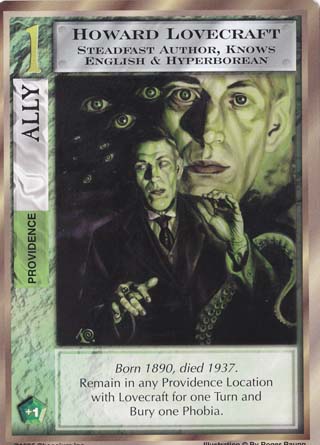 1
HOWARD LOVECRAFT
STEADFAST AUTHOR, KNOWS
ENGLISH & HYPERBOREAN
ALLY
PROVIDENCE
Born 1890, died 1937.
Remain in any Providence Location
with Lovecraft for one Turn and
Bury one Phobia.
+1/
Illustration © By Roger Raupp